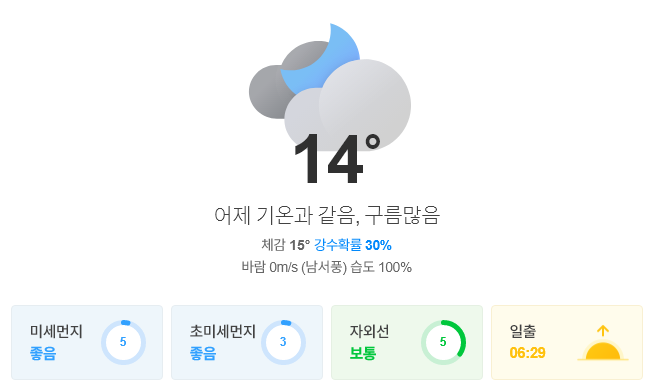 14°
어제 기온과 같음, 구름많음
체감 15° 강수확률 30%
바람 0m/s (남서풍) 습도 100%
미세먼지
좋음
5
초미세먼지
좋음
3
자외선
보통
5
일출
06:29